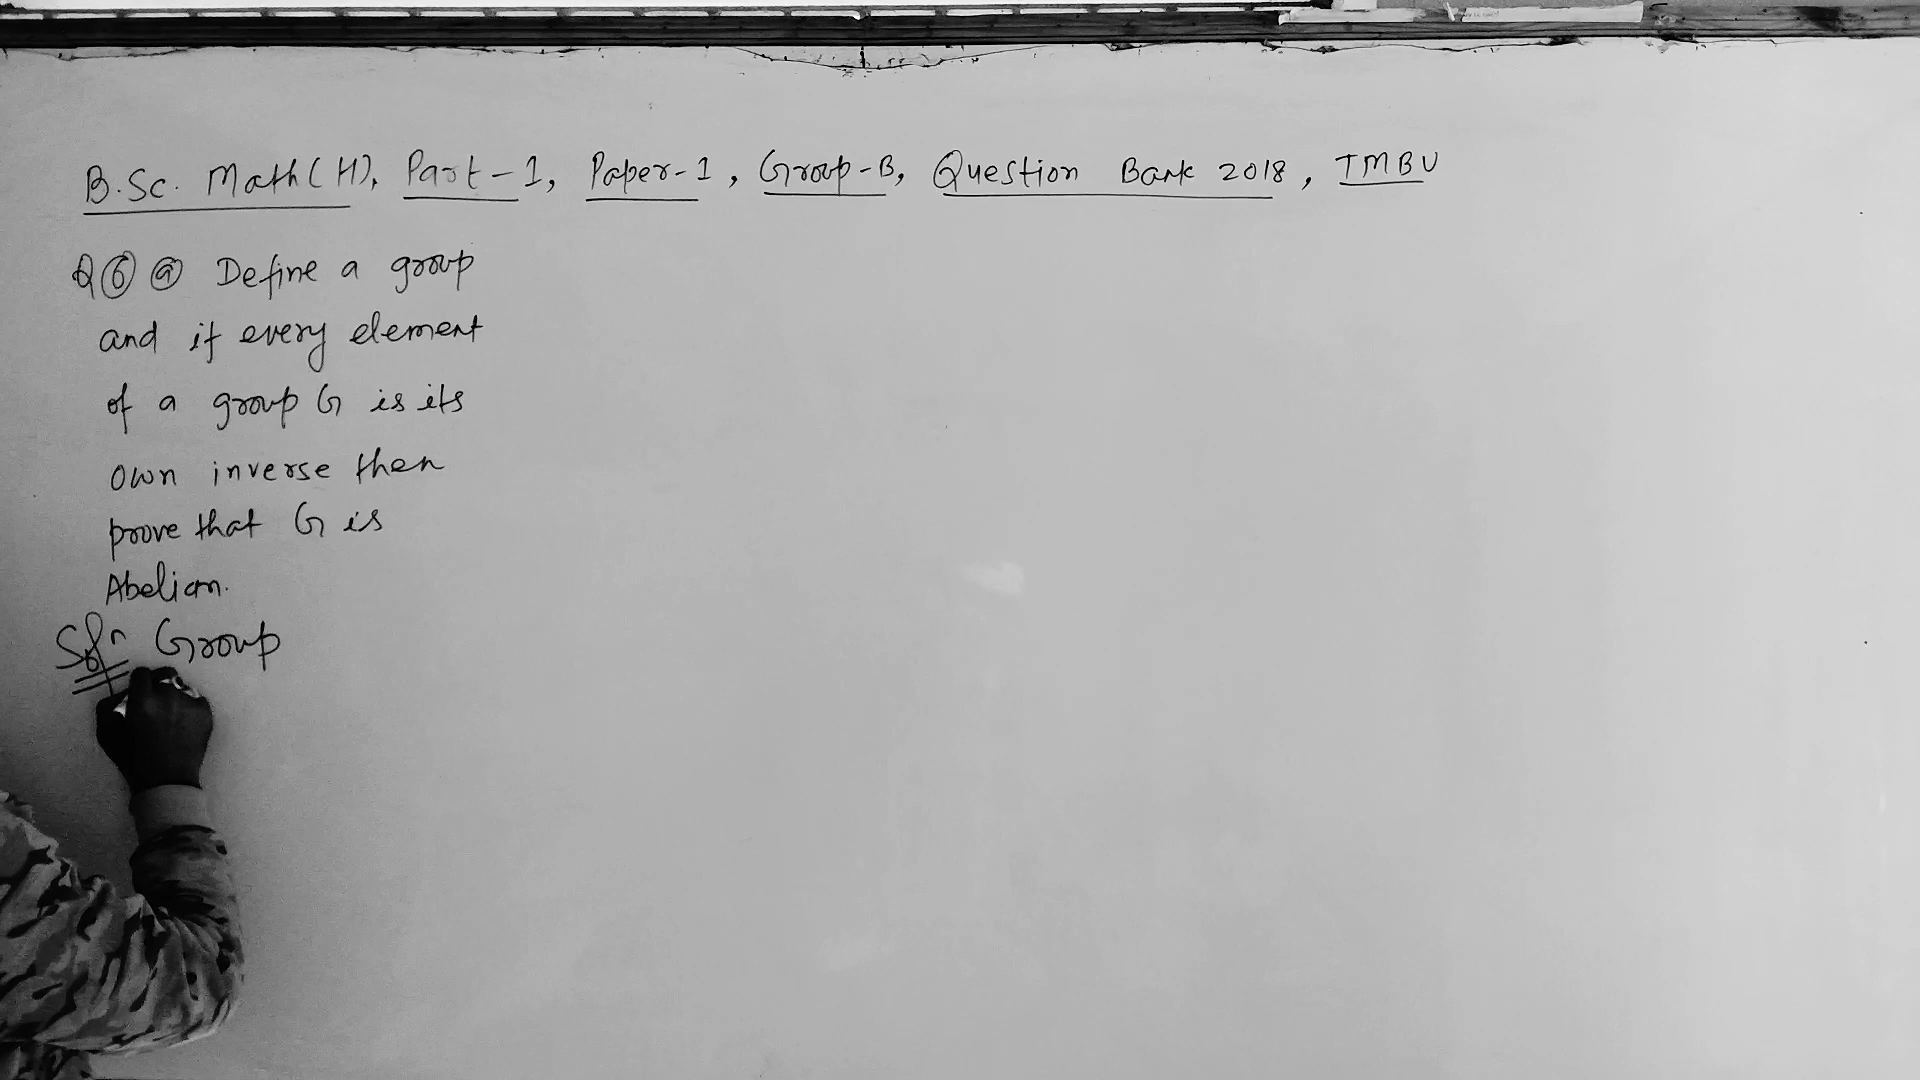 B.Sc. Math(H), Part-1, Paper-1, Group-B, Question Bank 2018, TMBU
Q⑥ ⓐ Define a group
and if every element
of a group G is its
own inverse then
prove that G is
Abelian.
Solⁿ Group